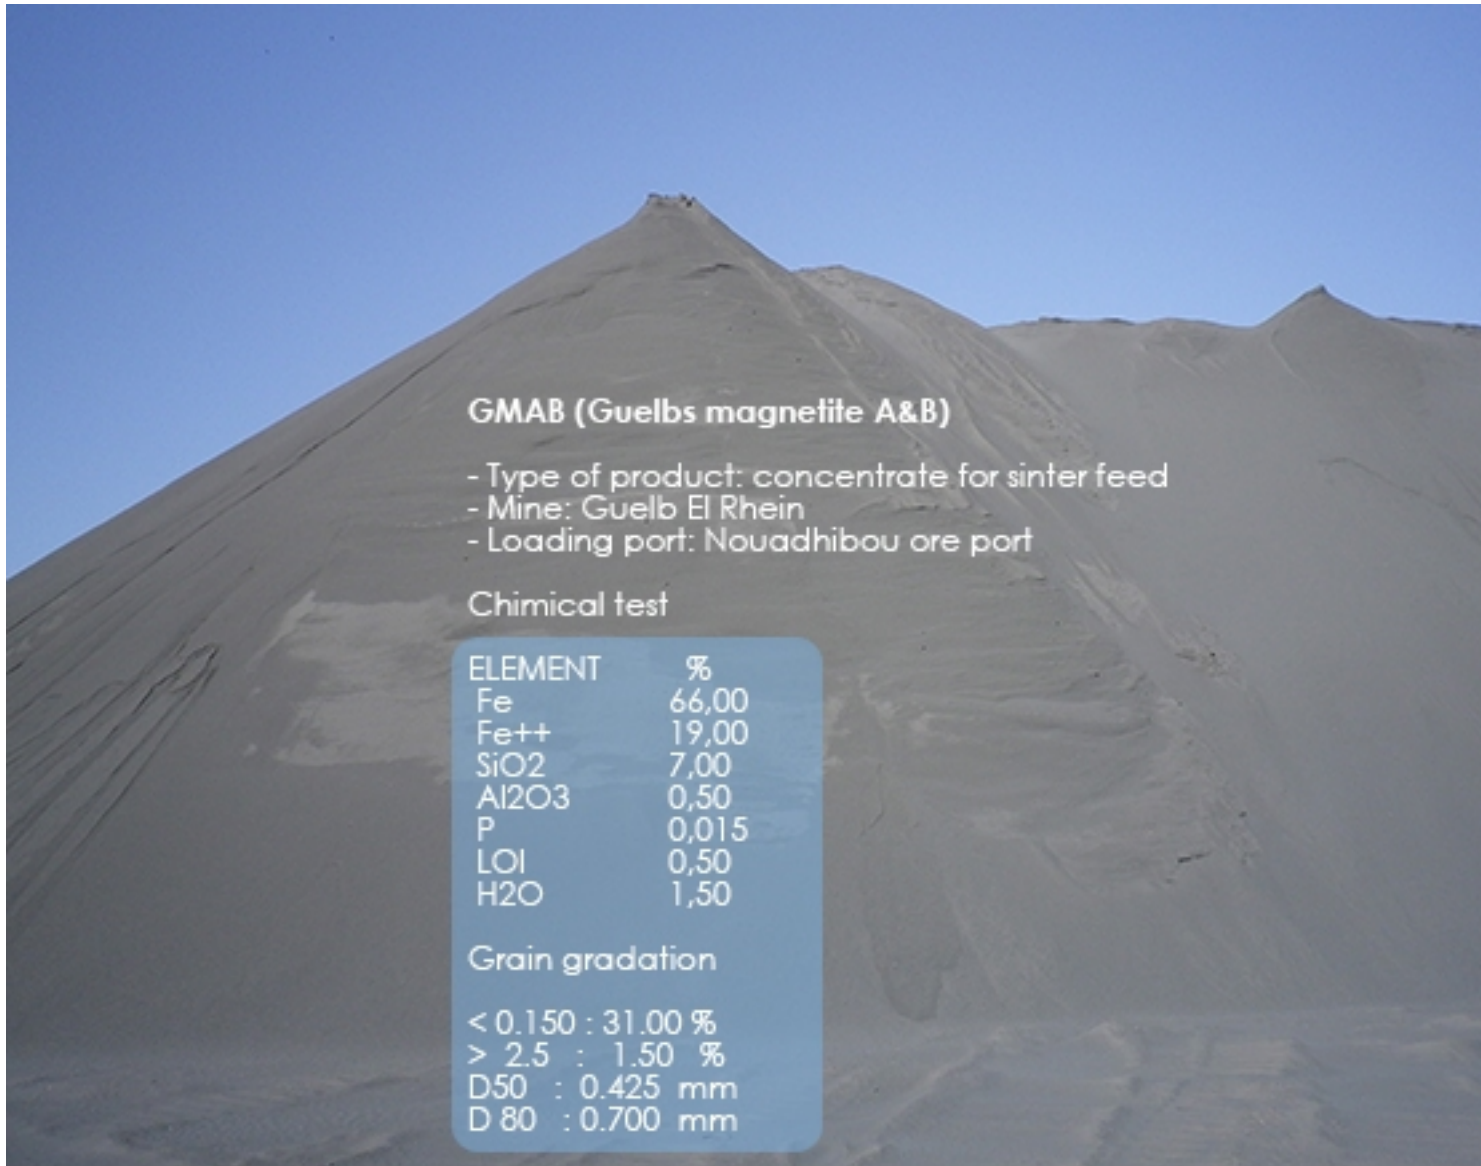 GMAB (Guelbs magnetite A&B)
- Type of product: concentrate for sinter feed
- Mine: Guelb El Rhein
- Loading port: Nouadhibou ore port
Chimical test
ELEMENT %
Fe 66,00
Fe++ 19,00
SiO2 7,00
Al2O3 0,50
P 0,015
LOI 0,50
H2O 1,50
Grain gradation
< 0.150 : 31.00 %
> 2.5 : 1.50 %
D50 : 0.425 mm
D 80 : 0.700 mm